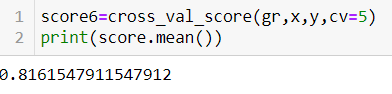 1 score6=cross_val_score(gr,x,y,cv=5)
2 print(score.mean())
0.8161547911547912